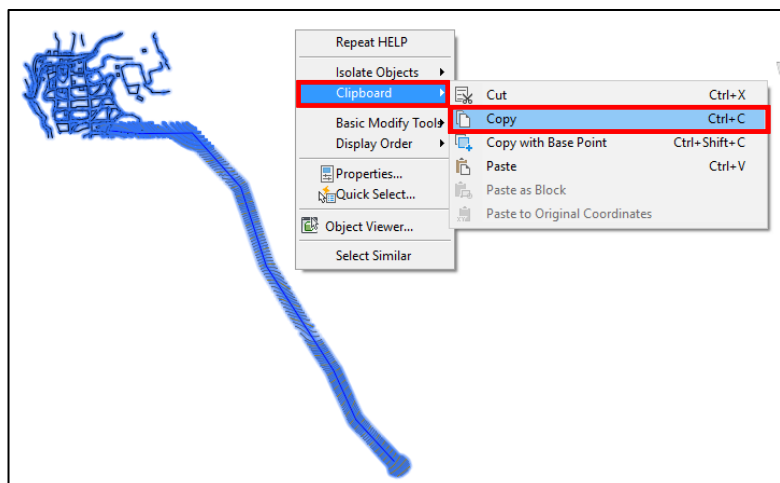 Repeat HELP
Isolate Objects
Clipboard
Basic Modify Tools
Display Order
Properties...
Quick Select...
Object Viewer...
Select Similar
Cut Ctrl+X
Copy Ctrl+C
Copy with Base Point Ctrl+Shift+C
Paste Ctrl+V
Paste as Block
Paste to Original Coordinates